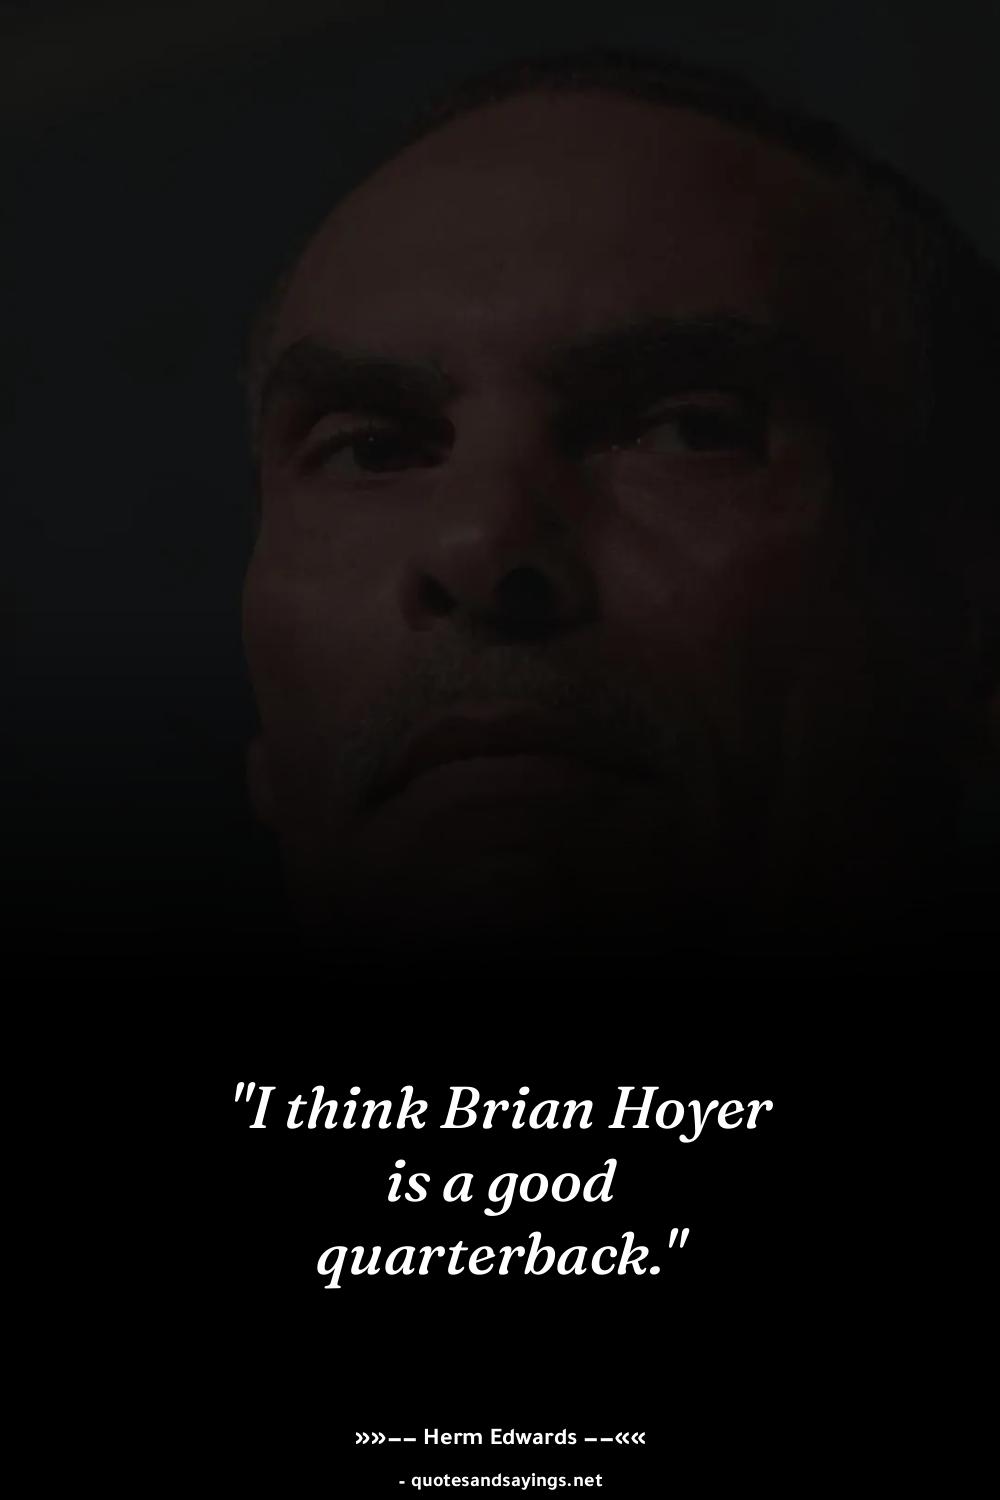 "I think Brian Hoyer
is a good
quarterback."
»»–– Herm Edwards ––««
- quotesandsayings.net